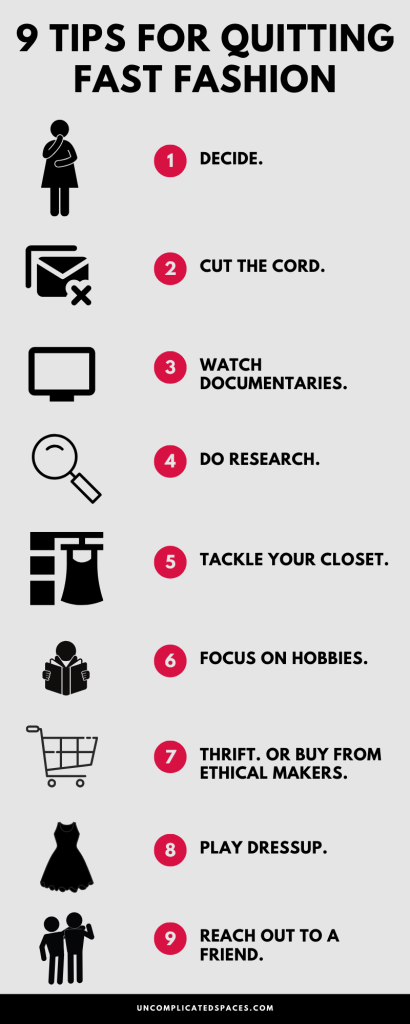 9 TIPS FOR QUITTING
FAST FASHION
1 DECIDE.
2 CUT THE CORD.
3 WATCH
DOCUMENTARIES.
4 DO RESEARCH.
5 TACKLE YOUR CLOSET.
6 FOCUS ON HOBBIES.
7 THRIFT. OR BUY FROM
ETHICAL MAKERS.
8 PLAY DRESSUP.
9 REACH OUT TO A
FRIEND.
UNCOMPLICATEDSPACES.COM